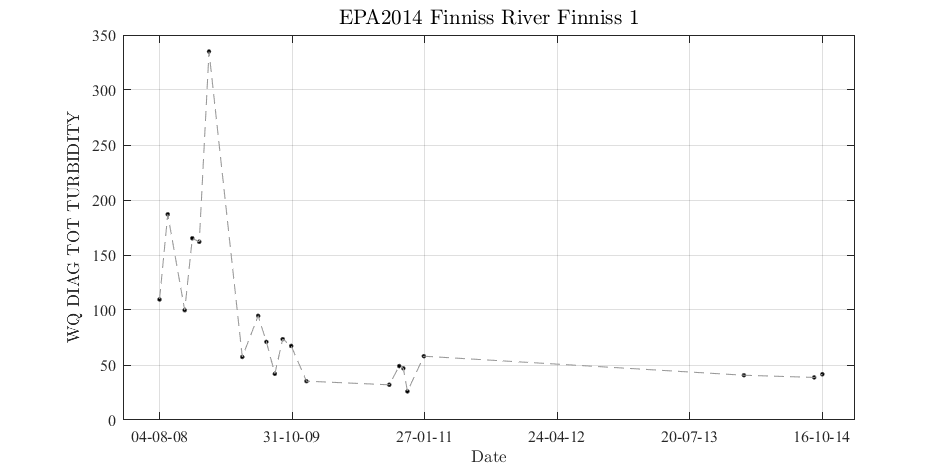 EPA2014 Finniss River Finniss 1
WQ DIAG TOT TURBIDITY
350
300
250
200
150
100
50
0
04-08-08 31-10-09 27-01-11 24-04-12 20-07-13 16-10-14
Date